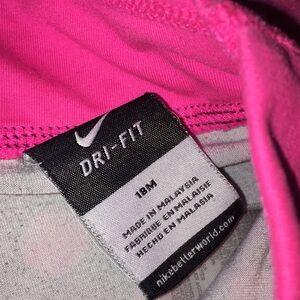 DRI-FIT
18M
MADE IN MALAYSIA
FABRIQUE EN MALAISIE
HECHO EN MALASIA
nikebetterworld.com